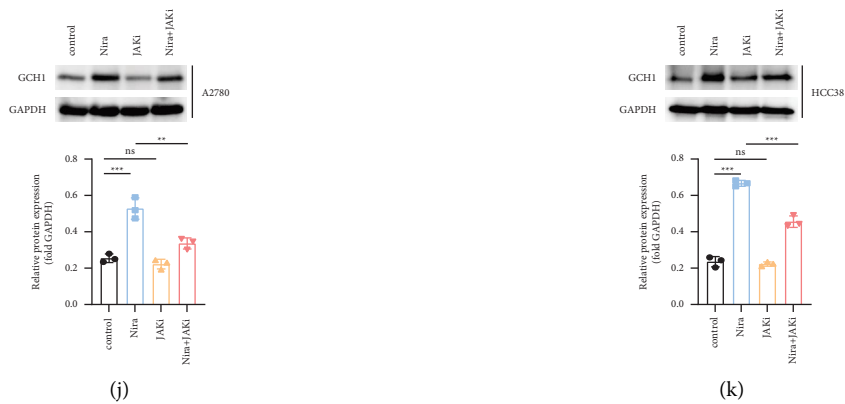 control
Nira
JAKi
Nira+JAKi
GCH1
GAPDH
A2780
**
ns
***
0.8
0.6
0.4
0.2
0.0
Relative protein expression
(fold GAPDH)
control
Nira
JAKi
Nira+JAKi
(j)
control
Nira
JAKi
Nira+JAKi
GCH1
GAPDH
HCC38
***
ns
***
0.8
0.6
0.4
0.2
0.0
Relative protein expression
(fold GAPDH)
control
Nira
JAKi
Nira+JAKi
(k)